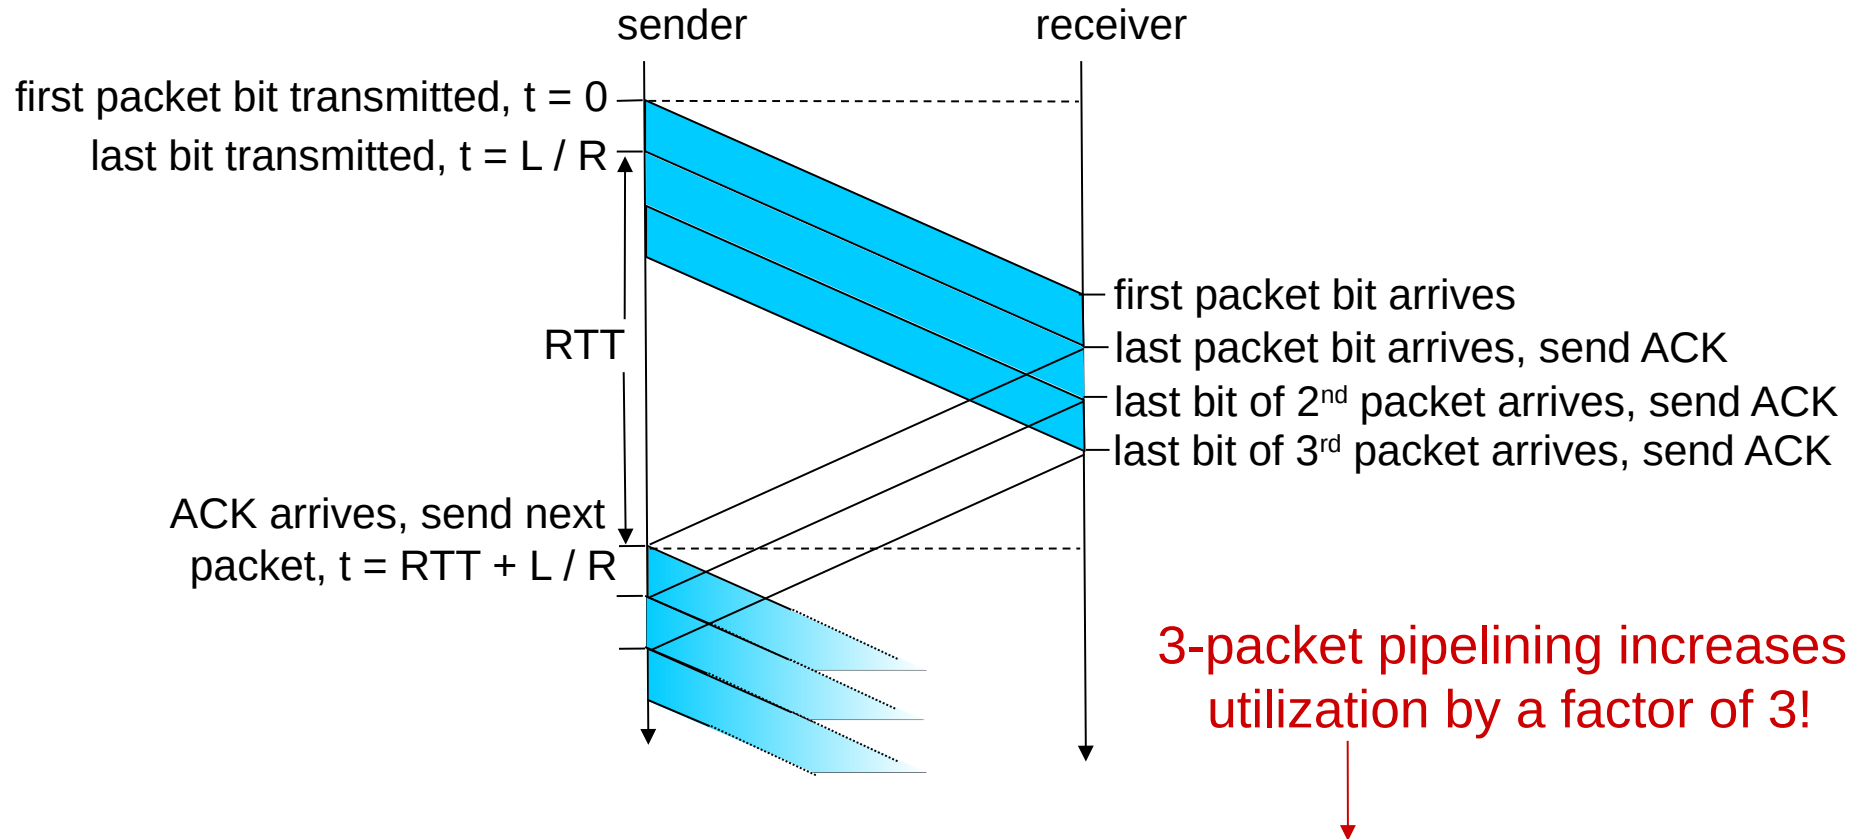 sender
receiver
first packet bit transmitted, t = 0
last bit transmitted, t = L / R
RTT
first packet bit arrives
last packet bit arrives, send ACK
last bit of 2nd packet arrives, send ACK
last bit of 3rd packet arrives, send ACK
ACK arrives, send next
packet, t = RTT + L / R
3-packet pipelining increases
utilization by a factor of 3!